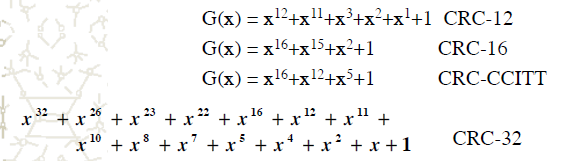 G(x) = x¹²+x¹¹+x³+x²+x¹+1 CRC-12
G(x) = x¹⁶+x¹⁵+x²+1 CRC-16
G(x) = x¹⁶+x¹²+x⁵+1 CRC-CCITT
x³² + x²⁶ + x²³ + x²² + x¹⁶ + x¹² + x¹¹ +
x¹⁰ + x⁸ + x⁷ + x⁵ + x⁴ + x² + x + 1 CRC-32